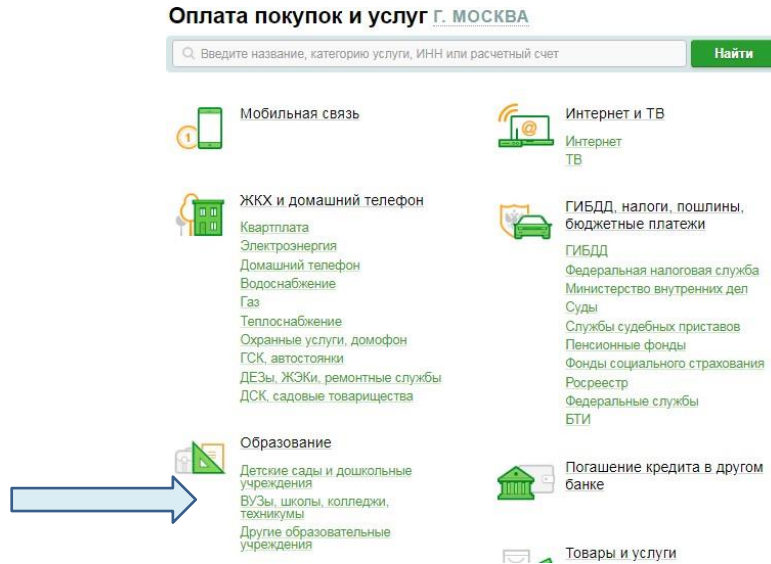 Оплата покупок и услуг Г. МОСКВА
Введите название, категорию услуги, ИНН или расчетный счет
Найти
Мобильная связь
1
ЖКХ и домашний телефон
Квартплата
Электроэнергия
Домашний телефон
Водоснабжение
Газ
Теплоснабжение
Охранные услуги, домофон
ГСК, автостоянки
ДЕЗы, ЖЭКи, ремонтные службы
ДСК, садовые товарищества
Образование
Детские сады и дошкольные
учреждения
ВУЗы, школы, колледжи,
техникумы
Другие образовательные
учреждения
@
Интернет и ТВ
Интернет
ТВ
ГИБДД, налоги, пошлины,
бюджетные платежи
ГИБДД
Федеральная налоговая служба
Министерство внутренних дел
Суды
Службы судебных приставов
Пенсионные фонды
Фонды социального страхования
Росреестр
Федеральные службы
БТИ
Погашение кредита в другом
банке
Товары и услуги